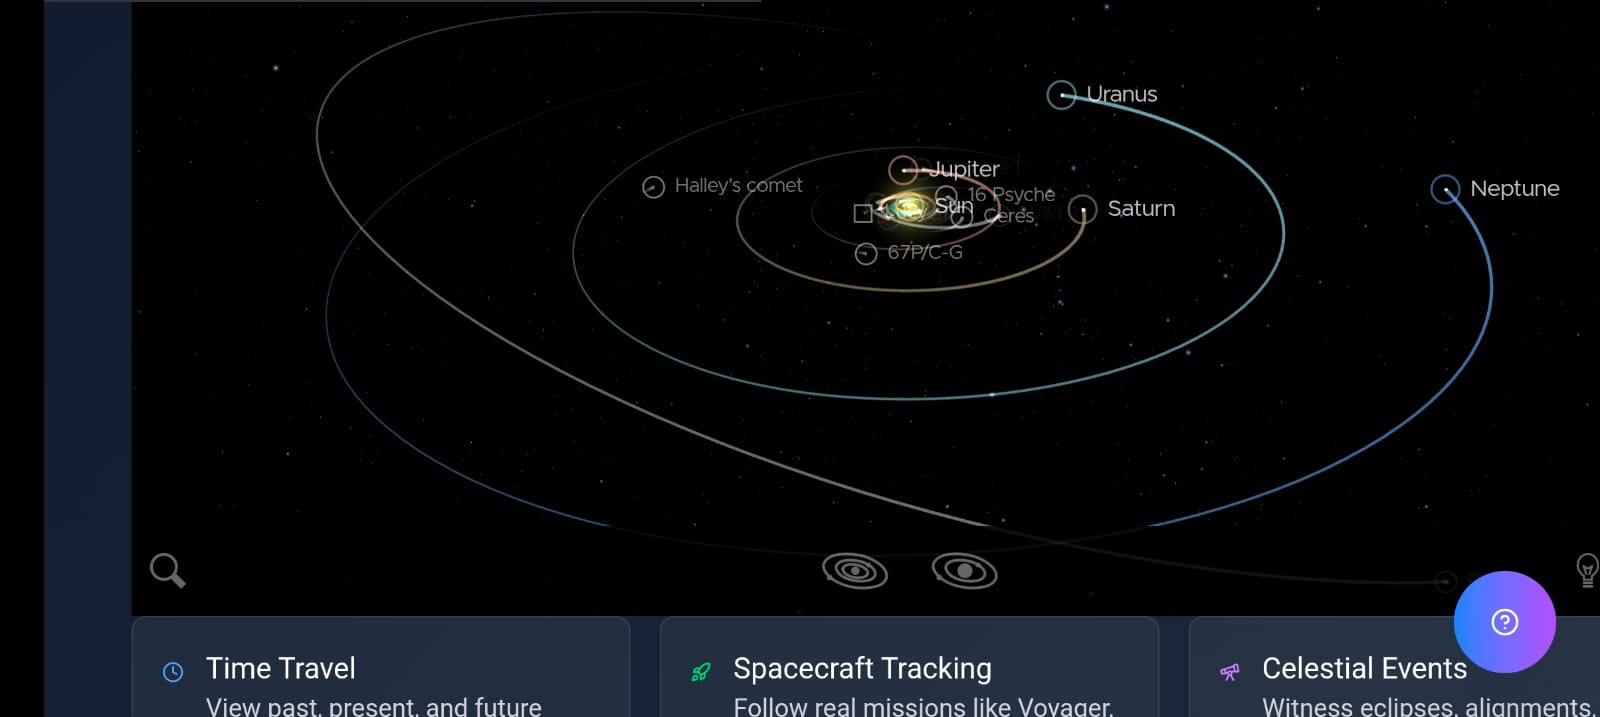 Uranus
Jupiter
Halley's comet
16 Psyche
Neptune
Sun
Saturn
Ceres
67P/C-G
Time Travel
View past, present, and future
Spacecraft Tracking
Follow real missions like Voyager,
Celestial Events
Witness eclipses, alignments,